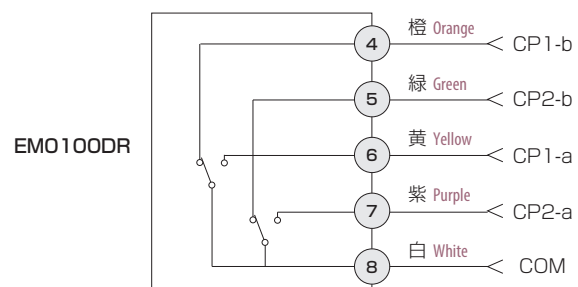 4 橙 Orange CP1-b
5 緑 Green CP2-b
EMO100DR
6 黄 Yellow CP1-a
7 紫 Purple CP2-a
8 白 White COM